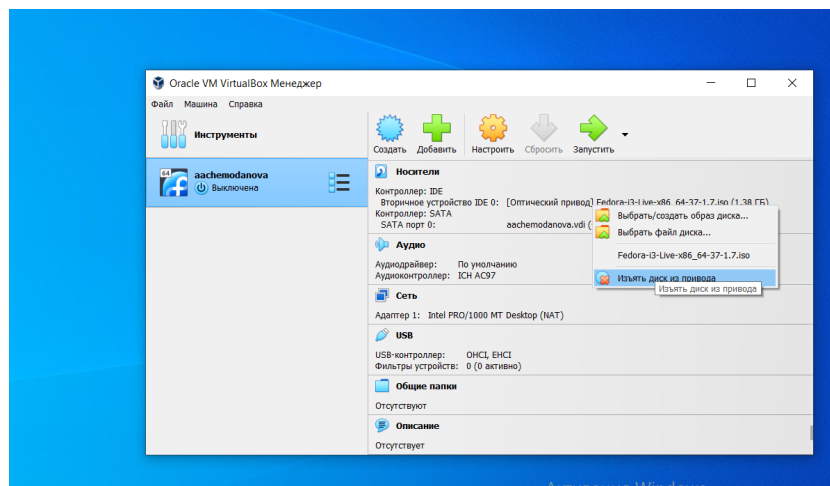 Oracle VM VirtualBox Менеджер
Файл Машина Справка
Инструменты
Создать Добавить Настроить Сбросить Запустить
64
aachemodanova
Выключена
Носители
Контроллер: IDE
Вторичное устройство IDE 0: [Оптический привод] Fedora-i3-Live-x86_64-37-1.7.iso (1,38 ГБ)
Контроллер: SATA
SATA порт 0: aachemodanova.vdi (
Выбрать/создать образ диска...
Выбрать файл диска...
Fedora-i3-Live-x86_64-37-1.7.iso
Изъять диск из привода
Изъять диск из привода
Аудио
Аудиодрайвер: По умолчанию
Аудиоконтроллер: ICH AC97
Сеть
Адаптер 1: Intel PRO/1000 MT Desktop (NAT)
USB
USB-контроллер: OHCI, EHCI
Фильтры устройств: 0 (0 активно)
Общие папки
Отсутствуют
Описание
Отсутствует